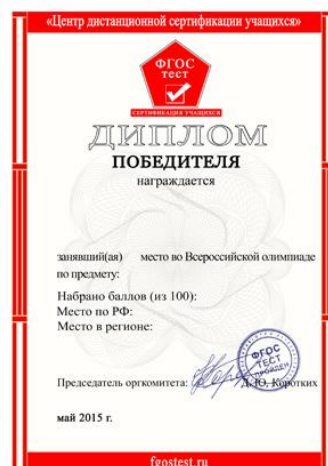 «Центр дистанционной сертификации учащихся»
ФГОС
ТЕСТ
СЕРТИФИКАЦИЯ УЧАЩИХСЯ
ДИПЛОМ
ПОБЕДИТЕЛЯ
награждается
занявший(ая) место во Всероссийской олимпиаде
по предмету:
Набрано баллов (из 100):
Место по РФ:
Место в регионе:
Председатель оргкомитета: Д.Ю. Коротких
ФГОС
ТЕСТ
ПРОЙДЕН
май 2015 г.
fgostest.ru